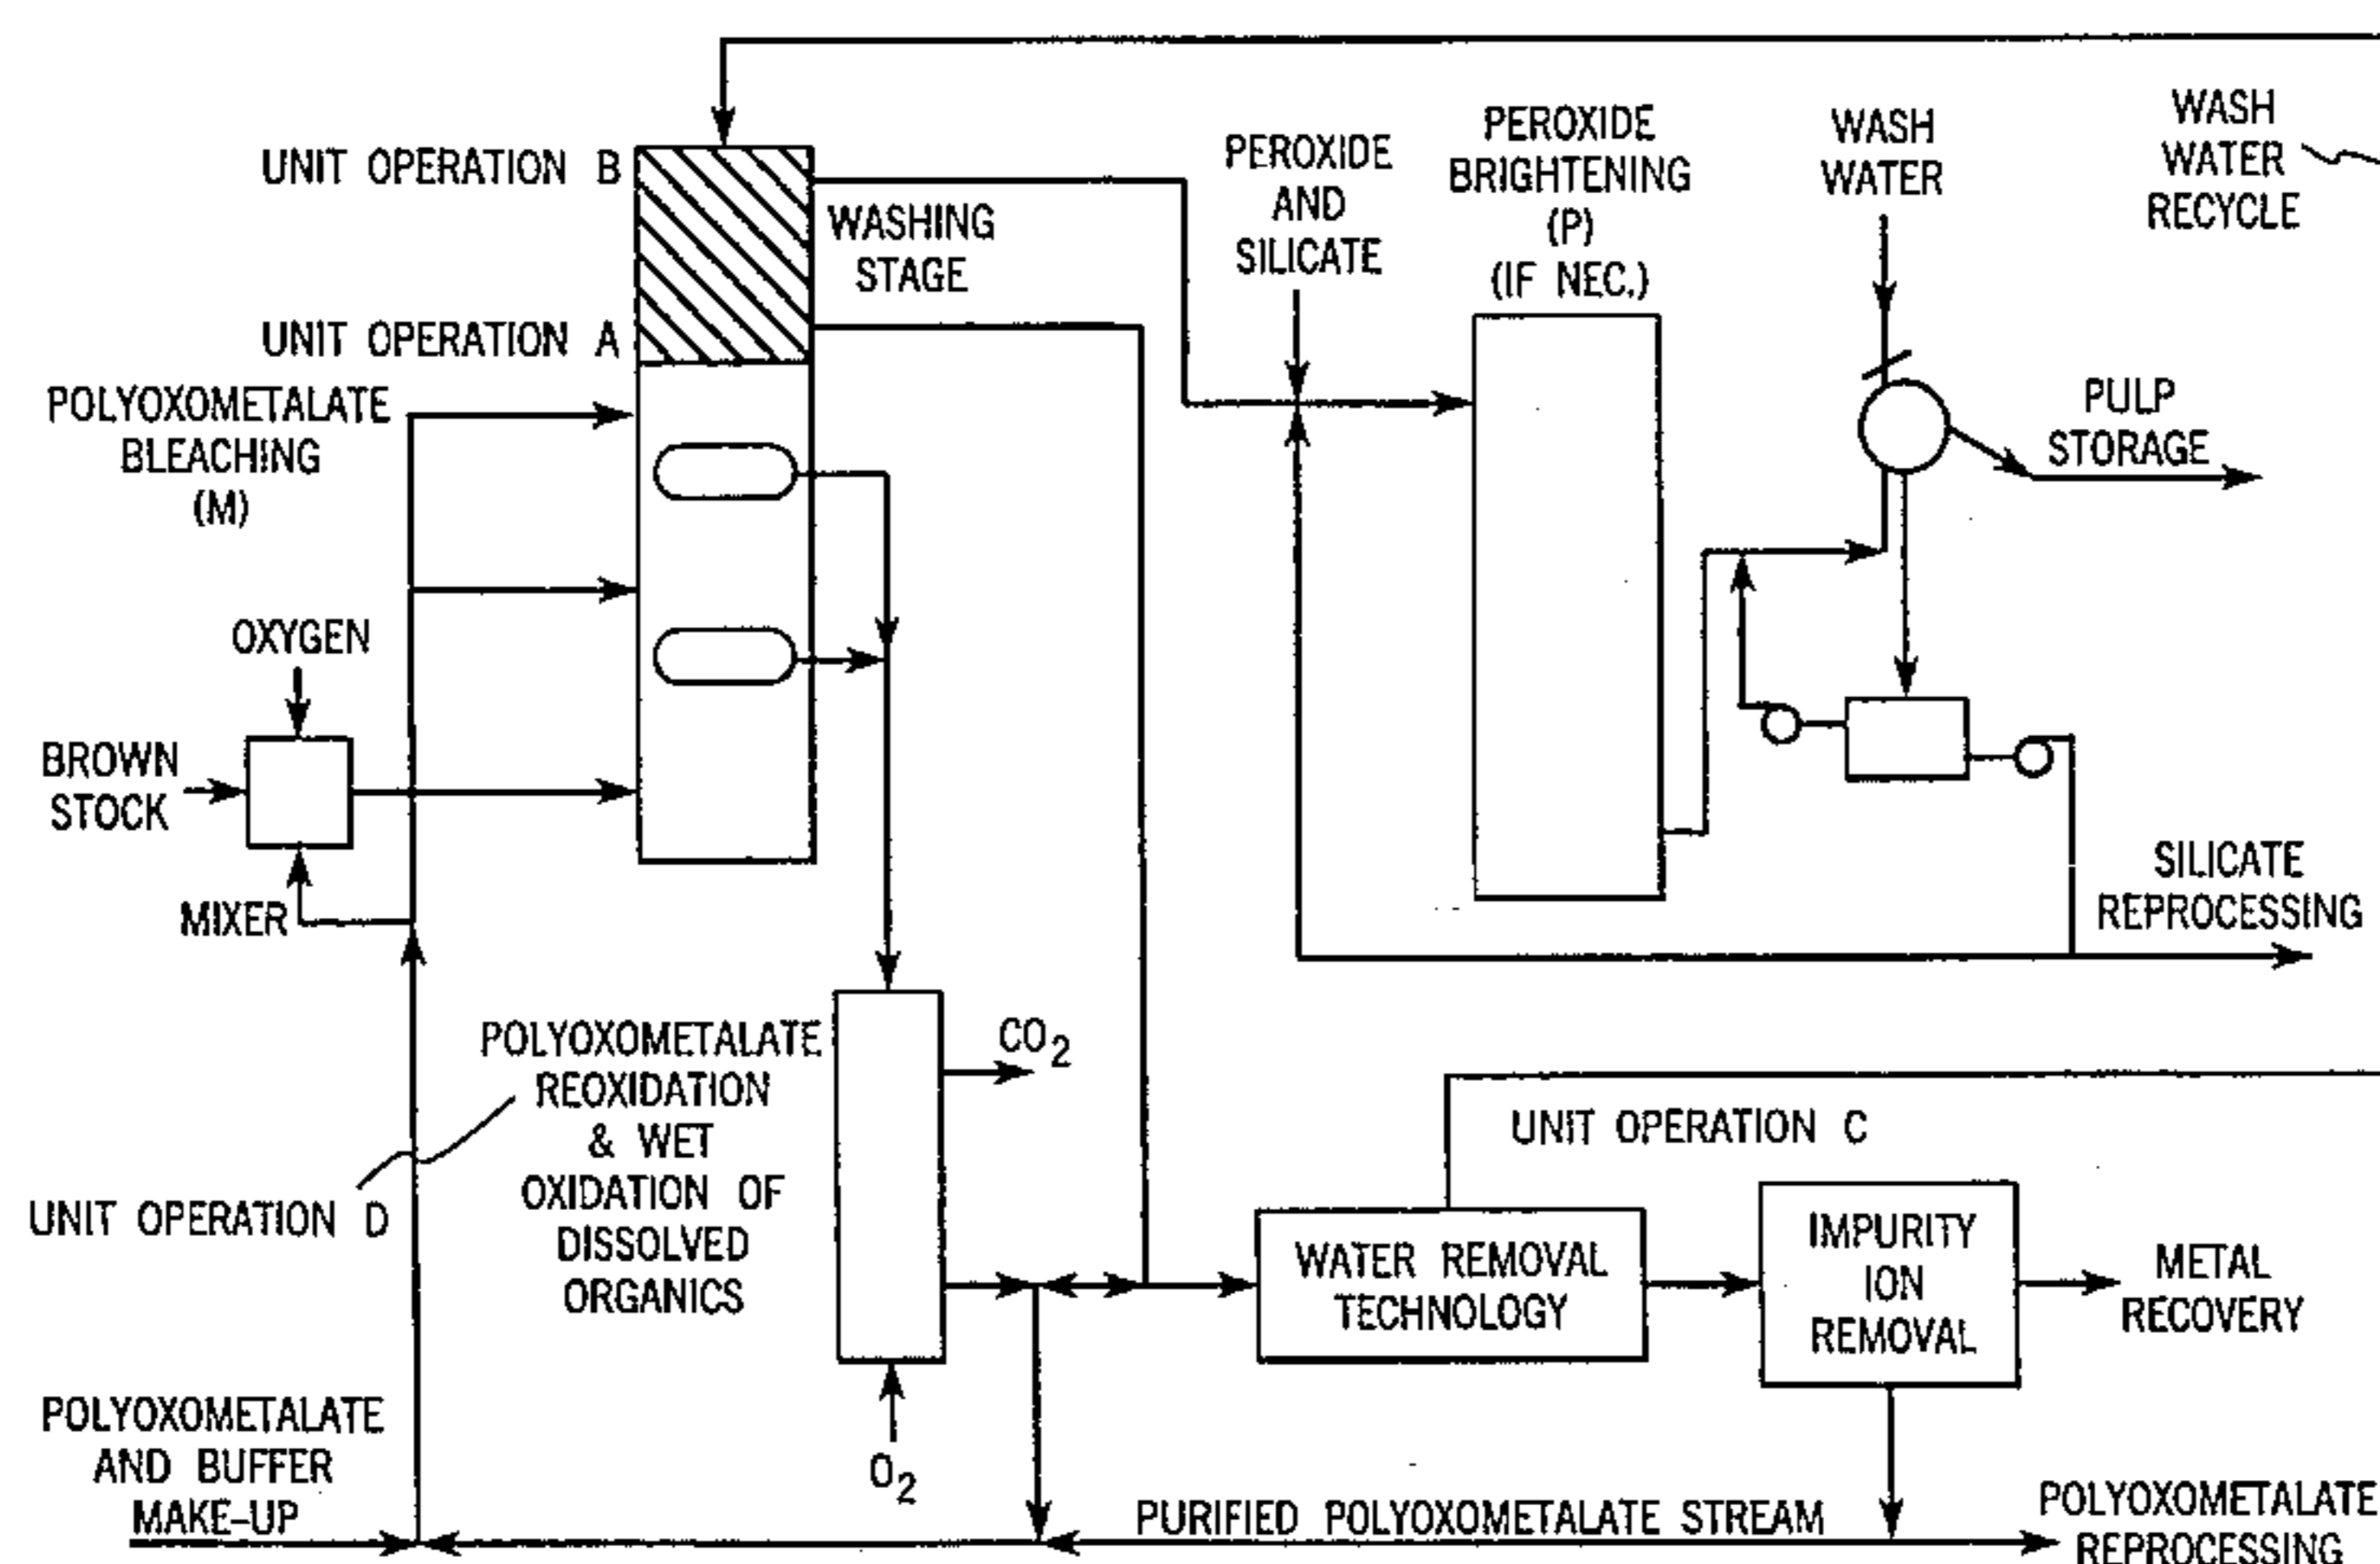 UNIT OPERATION B
WASHING
STAGE
UNIT OPERATION A
POLYOXOMETALATE
BLEACHING
(M)
OXYGEN
BROWN
STOCK
MIXER
PEROXIDE
AND
SILICATE
PEROXIDE
BRIGHTENING
(P)
(IF NEC.)
WASH
WATER
WASH
WATER
RECYCLE
PULP
STORAGE
SILICATE
REPROCESSING
POLYOXOMETALATE
REOXIDATION
& WET
OXIDATION OF
DISSOLVED
ORGANICS
UNIT OPERATION D
CO2
O2
UNIT OPERATION C
WATER REMOVAL
TECHNOLOGY
IMPURITY
ION
REMOVAL
METAL
RECOVERY
POLYOXOMETALATE
AND BUFFER
MAKE-UP
PURIFIED POLYOXOMETALATE STREAM
POLYOXOMETALATE
REPROCESSING